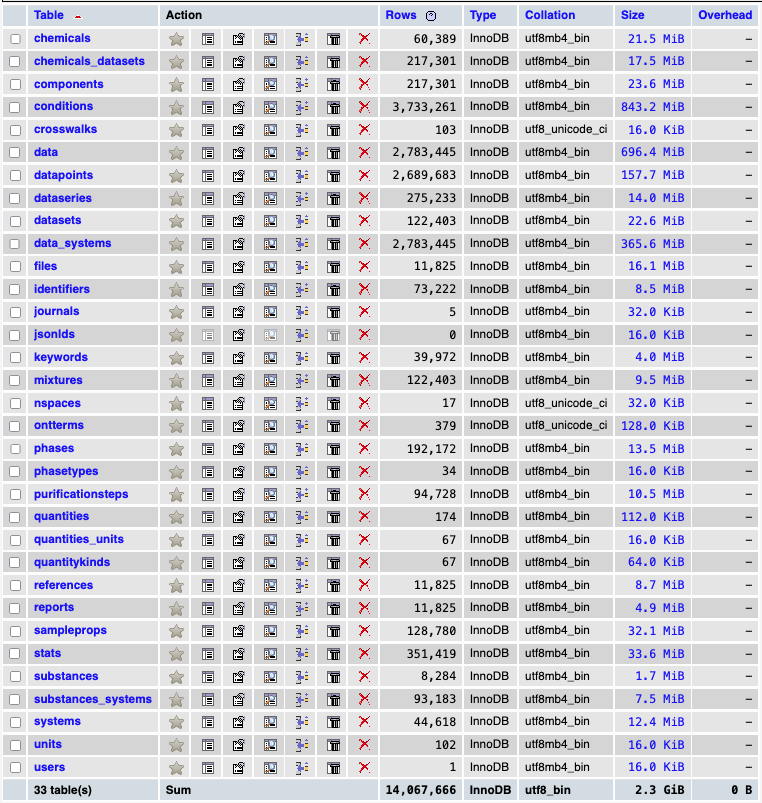 Table Action Rows Type Collation Size Overhead
chemicals 60,389 InnoDB utf8mb4_bin 21.5 MiB –
chemicals_datasets 217,301 InnoDB utf8mb4_bin 17.5 MiB –
components 217,301 InnoDB utf8mb4_bin 23.6 MiB –
conditions 3,733,261 InnoDB utf8mb4_bin 843.2 MiB –
crosswalks 103 InnoDB utf8_unicode_ci 16.0 KiB –
data 2,783,445 InnoDB utf8mb4_bin 696.4 MiB –
datapoints 2,689,683 InnoDB utf8mb4_bin 157.7 MiB –
dataseries 275,233 InnoDB utf8mb4_bin 14.0 MiB –
datasets 122,403 InnoDB utf8mb4_bin 22.6 MiB –
data_systems 2,783,445 InnoDB utf8mb4_bin 365.6 MiB –
files 11,825 InnoDB utf8mb4_bin 16.1 MiB –
identifiers 73,222 InnoDB utf8mb4_bin 8.5 MiB –
journals 5 InnoDB utf8mb4_bin 32.0 KiB –
jsonlds 0 InnoDB utf8mb4_bin 16.0 KiB –
keywords 39,972 InnoDB utf8mb4_bin 4.0 MiB –
mixtures 122,403 InnoDB utf8mb4_bin 9.5 MiB –
nspaces 17 InnoDB utf8_unicode_ci 32.0 KiB –
ontterms 379 InnoDB utf8_unicode_ci 128.0 KiB –
phases 192,172 InnoDB utf8mb4_bin 13.5 MiB –
phasetypes 34 InnoDB utf8mb4_bin 16.0 KiB –
purificationsteps 94,728 InnoDB utf8mb4_bin 10.5 MiB –
quantities 174 InnoDB utf8mb4_bin 112.0 KiB –
quantities_units 67 InnoDB utf8mb4_bin 16.0 KiB –
quantitykinds 67 InnoDB utf8mb4_bin 64.0 KiB –
references 11,825 InnoDB utf8mb4_bin 8.7 MiB –
reports 11,825 InnoDB utf8mb4_bin 4.9 MiB –
sampleprops 128,780 InnoDB utf8mb4_bin 32.1 MiB –
stats 351,419 InnoDB utf8mb4_bin 33.6 MiB –
substances 8,284 InnoDB utf8mb4_bin 1.7 MiB –
substances_systems 93,183 InnoDB utf8mb4_bin 7.5 MiB –
systems 44,618 InnoDB utf8mb4_bin 12.4 MiB –
units 102 InnoDB utf8mb4_bin 16.0 KiB –
users 1 InnoDB utf8mb4_bin 16.0 KiB –
33 table(s) Sum 14,067,666 InnoDB utf8_bin 2.3 GiB 0 B